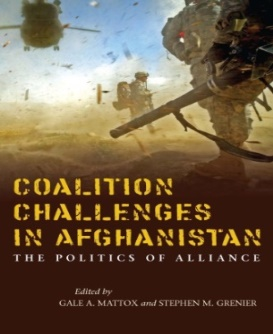 COALITION
CHALLENGES
IN AFGHANISTAN
THE POLITICS OF ALLIANCE
Edited by
GALE A. MATTOX and STEPHEN M. GRENIER